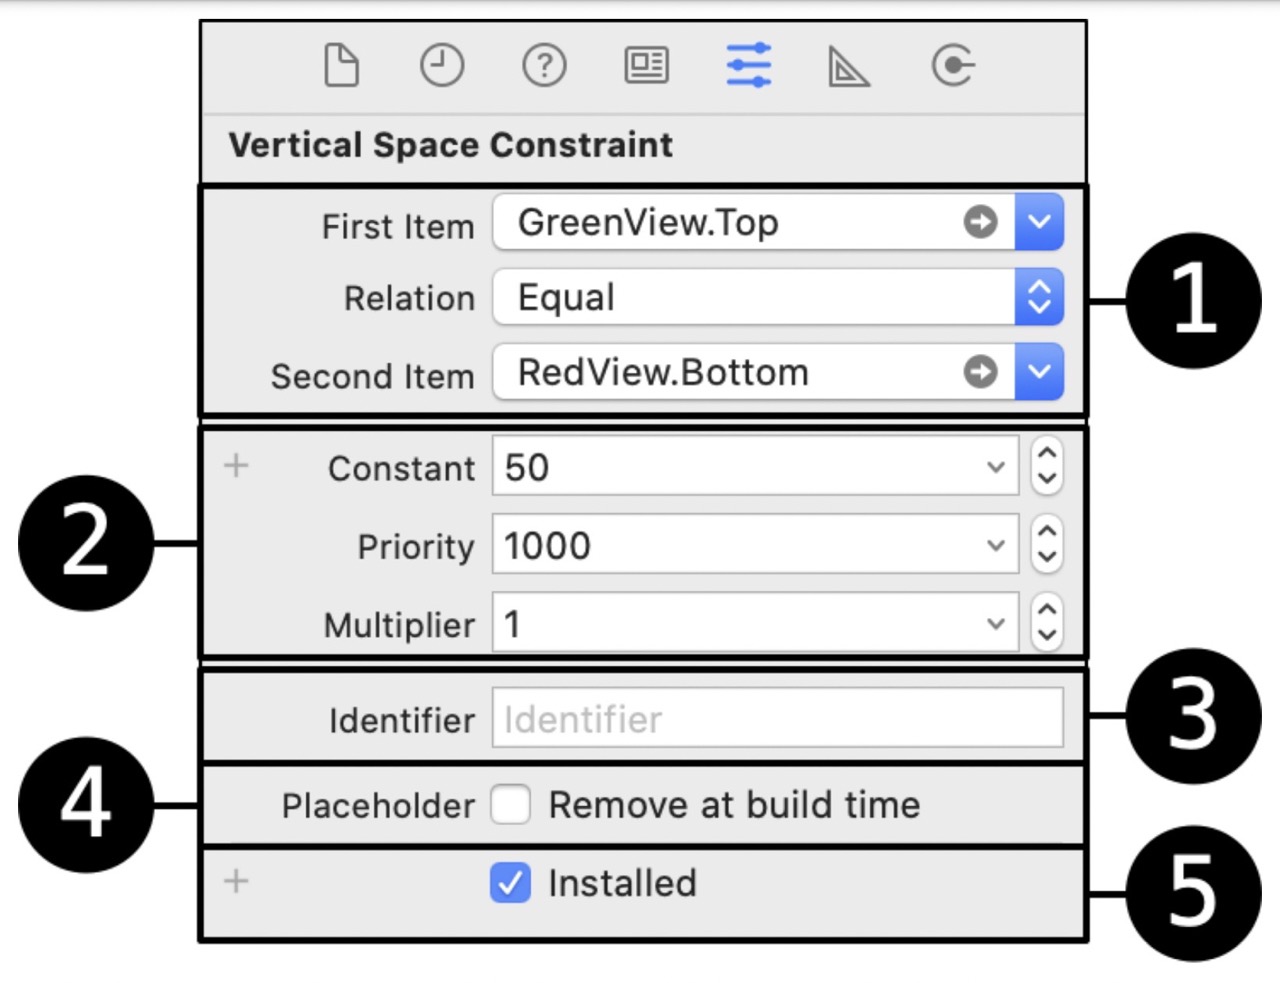 Vertical Space Constraint
First Item GreenView.Top
Relation Equal
1
Second Item RedView.Bottom
Constant 50
2
Priority 1000
Multiplier 1
Identifier Identifier
3
4
Placeholder Remove at build time
Installed
5